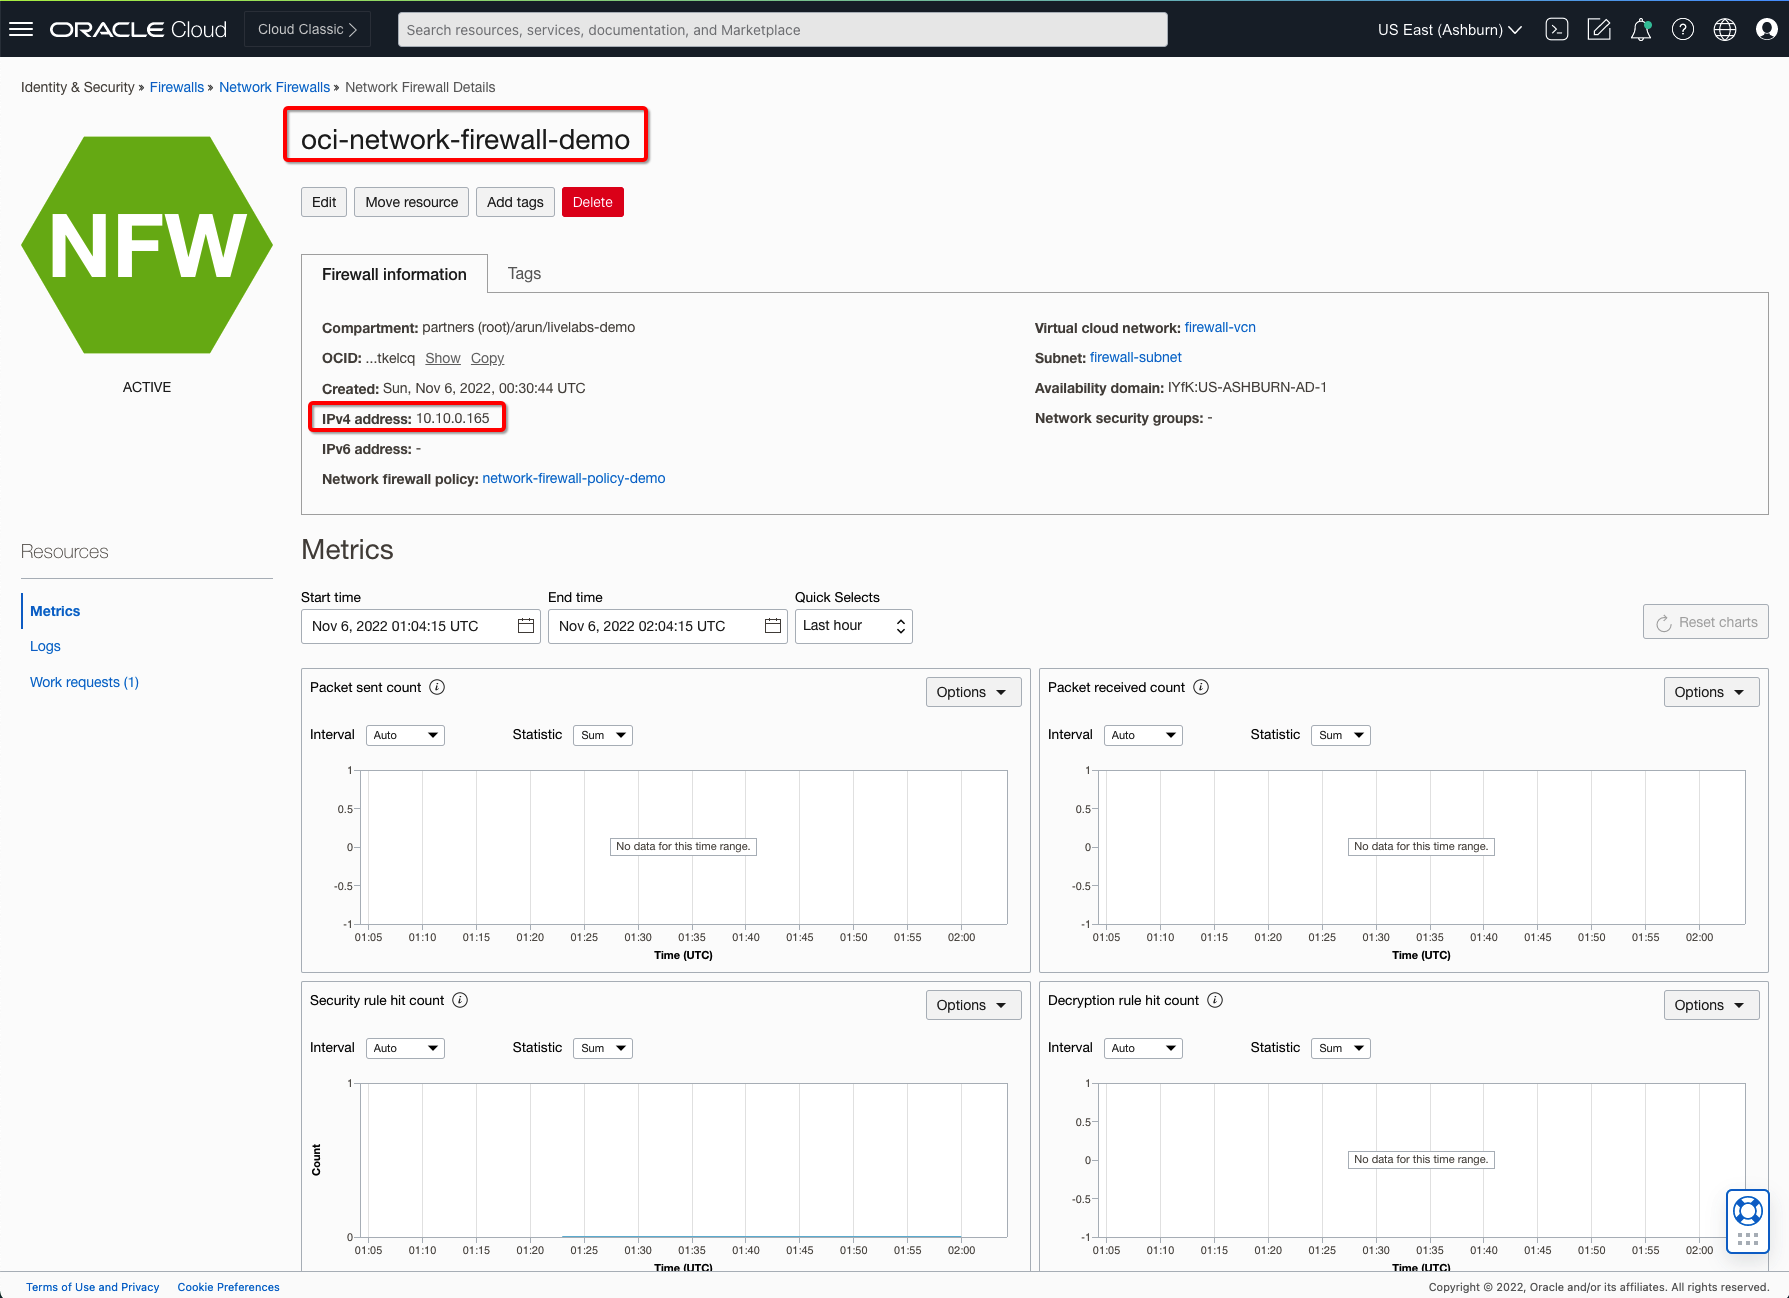 ORACLE Cloud
Cloud Classic
Search resources, services, documentation, and Marketplace
US East (Ashburn)
Identity & Security » Firewalls » Network Firewalls » Network Firewall Details
NFW
ACTIVE
oci-network-firewall-demo
Edit
Move resource
Add tags
Delete
Firewall information
Tags
Compartment: partners (root)/arun/livelabs-demo
OCID: ...tkelcq Show Copy
Created: Sun, Nov 6, 2022, 00:30:44 UTC
IPv4 address: 10.10.0.165
IPv6 address: -
Network firewall policy: network-firewall-policy-demo
Virtual cloud network: firewall-vcn
Subnet: firewall-subnet
Availability domain: IYfK:US-ASHBURN-AD-1
Network security groups: -
Resources
Metrics
Logs
Work requests (1)
Metrics
Start time
Nov 6, 2022 01:04:15 UTC
End time
Nov 6, 2022 02:04:15 UTC
Quick Selects
Last hour
Reset charts
Packet sent count
Options
Interval Auto Statistic Sum
1
0.5
0
-0.5
-1
No data for this time range.
01:05 01:10 01:15 01:20 01:25 01:30 01:35 01:40 01:45 01:50 01:55 02:00
Time (UTC)
Packet received count
Options
Interval Auto Statistic Sum
1
0.5
0
-0.5
-1
No data for this time range.
01:05 01:10 01:15 01:20 01:25 01:30 01:35 01:40 01:45 01:50 01:55 02:00
Time (UTC)
Security rule hit count
Options
Interval Auto Statistic Sum
Count
1
0
01:05 01:10 01:15 01:20 01:25 01:30 01:35 01:40 01:45 01:50 01:55 02:00
Time (UTC)
Decryption rule hit count
Options
Interval Auto Statistic Sum
1
0.5
0
-0.5
-1
No data for this time range.
01:05 01:10 01:15 01:20 01:25 01:30 01:35 01:40 01:45 01:50 01:55 02:00
Time (UTC)
Terms of Use and Privacy
Cookie Preferences
Copyright © 2022, Oracle and/or its affiliates. All rights reserved.